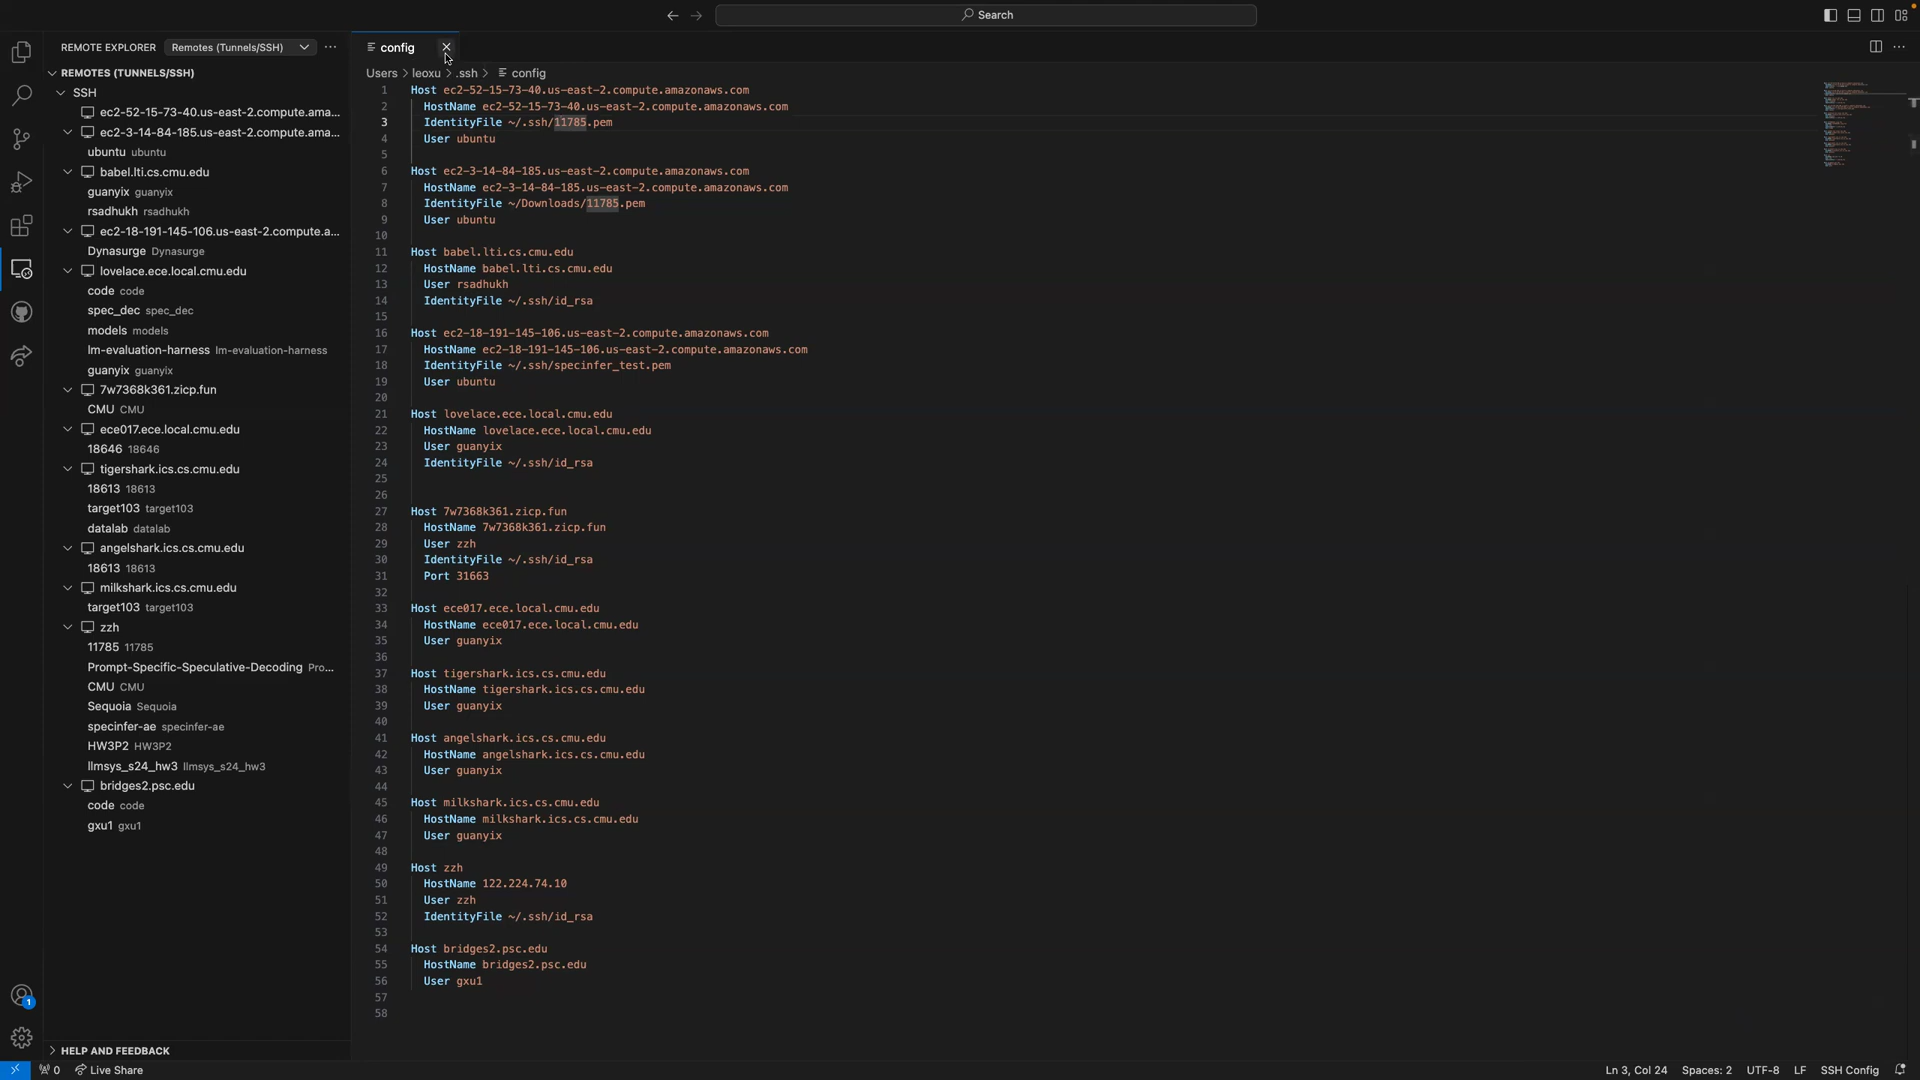 Search
REMOTE EXPLORER Remotes (Tunnels/SSH)
REMOTES (TUNNELS/SSH)
SSH
ec2-52-15-73-40.us-east-2.compute.ama...
ec2-3-14-84-185.us-east-2.compute.ama...
ubuntu ubuntu
babel.lti.cs.cmu.edu
guanyix guanyix
rsadhukh rsadhukh
ec2-18-191-145-106.us-east-2.compute.a...
Dynasurge Dynasurge
lovelace.ece.local.cmu.edu
code code
spec_dec spec_dec
models models
lm-evaluation-harness lm-evaluation-harness
guanyix guanyix
7w7368k361.zicp.fun
CMU CMU
ece017.ece.local.cmu.edu
18646 18646
tigershark.ics.cs.cmu.edu
18613 18613
target103 target103
datalab datalab
angelshark.ics.cs.cmu.edu
18613 18613
milkshark.ics.cs.cmu.edu
target103 target103
zzh
11785 11785
Prompt-Specific-Speculative-Decoding Pro...
CMU CMU
Sequoia Sequoia
specinfer-ae specinfer-ae
HW3P2 HW3P2
llmsys_s24_hw3 llmsys_s24_hw3
bridges2.psc.edu
code code
gxu1 gxu1
HELP AND FEEDBACK
config
Users > leoxu > .ssh > config
1 Host ec2-52-15-73-40.us-east-2.compute.amazonaws.com
2 HostName ec2-52-15-73-40.us-east-2.compute.amazonaws.com
3 IdentityFile ~/.ssh/11785.pem
4 User ubuntu
5
6 Host ec2-3-14-84-185.us-east-2.compute.amazonaws.com
7 HostName ec2-3-14-84-185.us-east-2.compute.amazonaws.com
8 IdentityFile ~/Downloads/11785.pem
9 User ubuntu
10
11 Host babel.lti.cs.cmu.edu
12 HostName babel.lti.cs.cmu.edu
13 User rsadhukh
14 IdentityFile ~/.ssh/id_rsa
15
16 Host ec2-18-191-145-106.us-east-2.compute.amazonaws.com
17 HostName ec2-18-191-145-106.us-east-2.compute.amazonaws.com
18 IdentityFile ~/.ssh/specinfer_test.pem
19 User ubuntu
20
21 Host lovelace.ece.local.cmu.edu
22 HostName lovelace.ece.local.cmu.edu
23 User guanyix
24 IdentityFile ~/.ssh/id_rsa
25
26
27 Host 7w7368k361.zicp.fun
28 HostName 7w7368k361.zicp.fun
29 User zzh
30 IdentityFile ~/.ssh/id_rsa
31 Port 31663
32
33 Host ece017.ece.local.cmu.edu
34 HostName ece017.ece.local.cmu.edu
35 User guanyix
36
37 Host tigershark.ics.cs.cmu.edu
38 HostName tigershark.ics.cs.cmu.edu
39 User guanyix
40
41 Host angelshark.ics.cs.cmu.edu
42 HostName angelshark.ics.cs.cmu.edu
43 User guanyix
44
45 Host milkshark.ics.cs.cmu.edu
46 HostName milkshark.ics.cs.cmu.edu
47 User guanyix
48
49 Host zzh
50 HostName 122.224.74.10
51 User zzh
52 IdentityFile ~/.ssh/id_rsa
53
54 Host bridges2.psc.edu
55 HostName bridges2.psc.edu
56 User gxu1
57
58
1
0 Live Share
Ln 3, Col 24 Spaces: 2 UTF-8 LF SSH Config